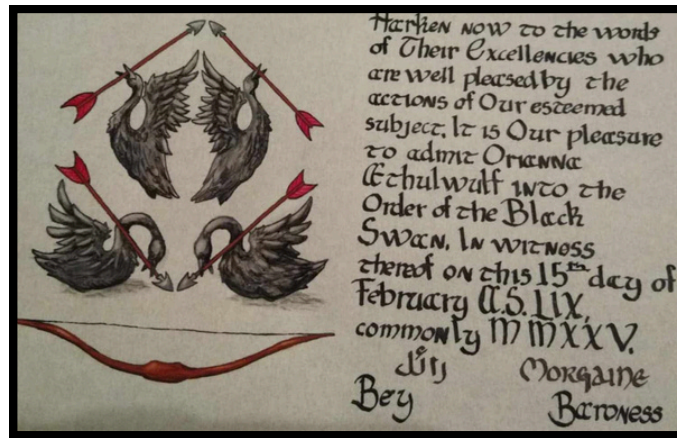 Harken now to the words
of Their Excellencies who
are well pleased by the
actions of Our esteemed
subject. It is Our pleasure
to admit Orianna
Æthulwulf into the
Order of the Black
Swan. In witness
thereof on this 15th day of
February A.S. LIX,
commonly MMXXV.
Morgaine
Bey Baroness